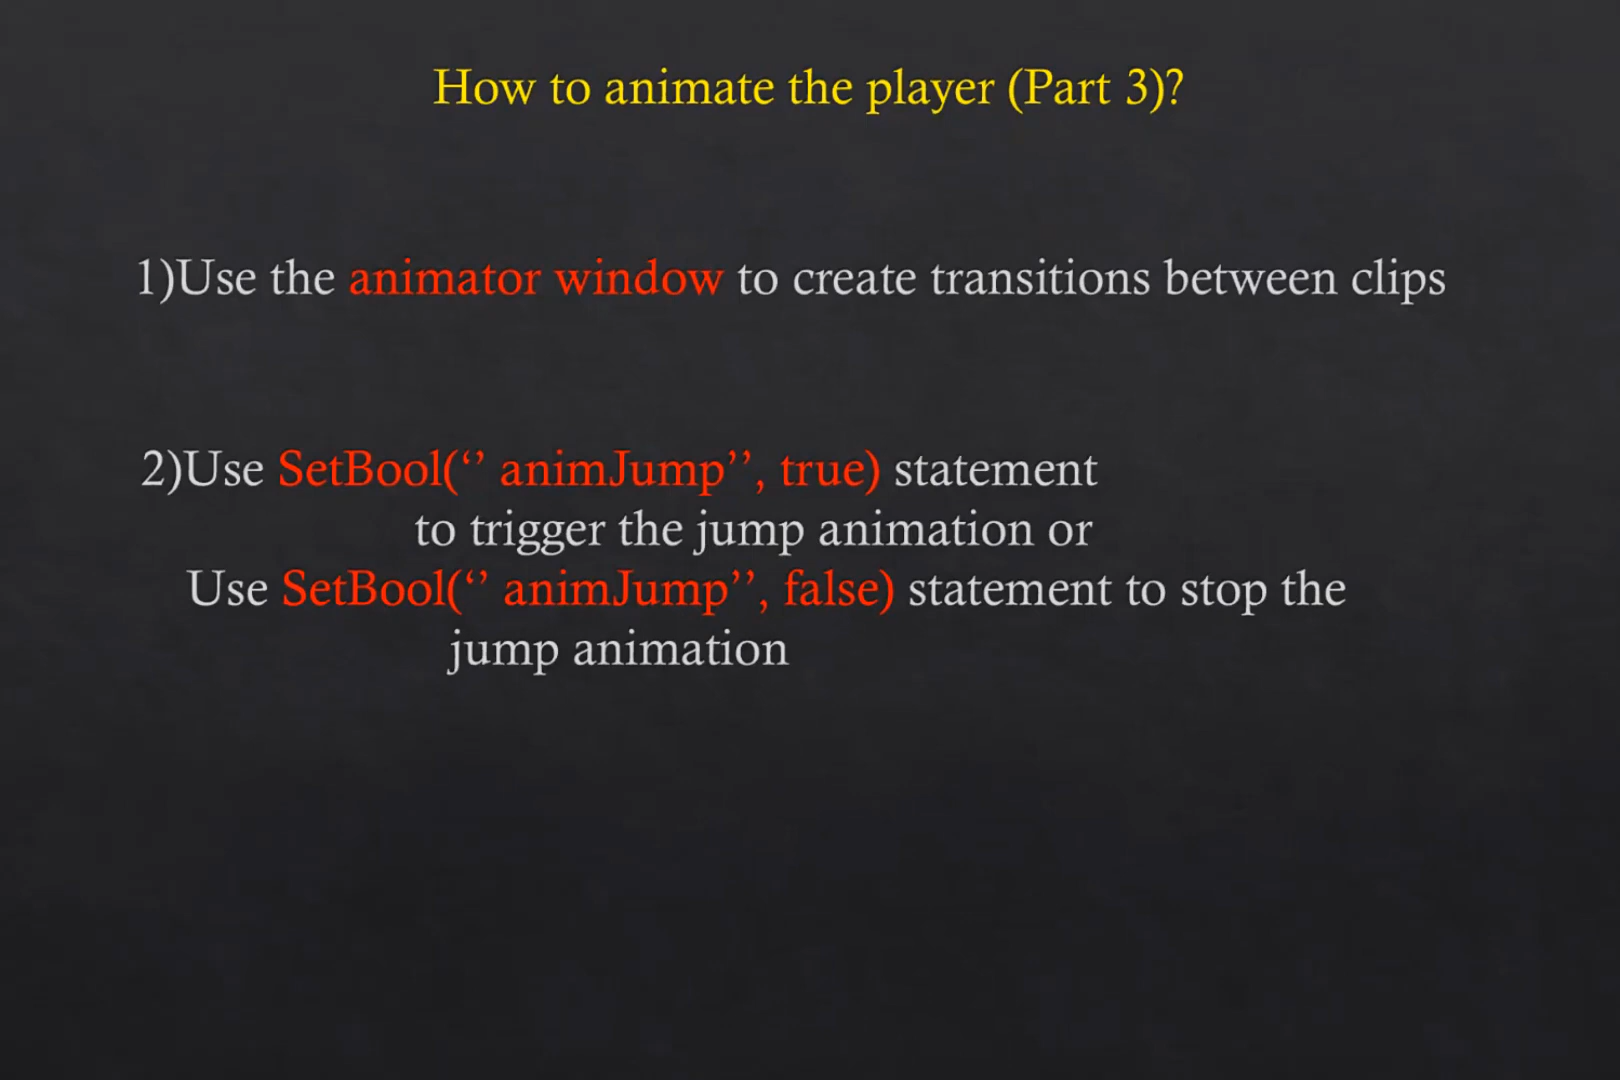 How to animate the player (Part 3)?
1)Use the animator window to create transitions between clips
2)Use SetBool(‘’ animJump’’, true) statement
to trigger the jump animation or
Use SetBool(‘’ animJump’’, false) statement to stop the
jump animation